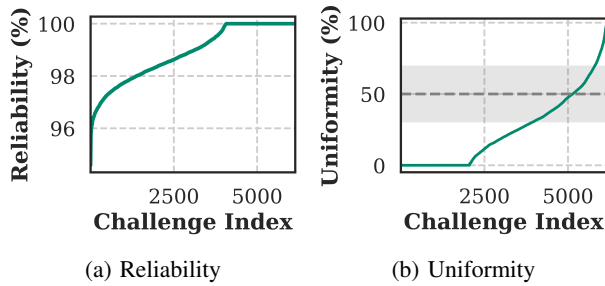 Reliability (%)
100
98
96
2500
5000
Challenge Index
(a) Reliability
Uniformity (%)
100
50
0
2500
5000
Challenge Index
(b) Uniformity